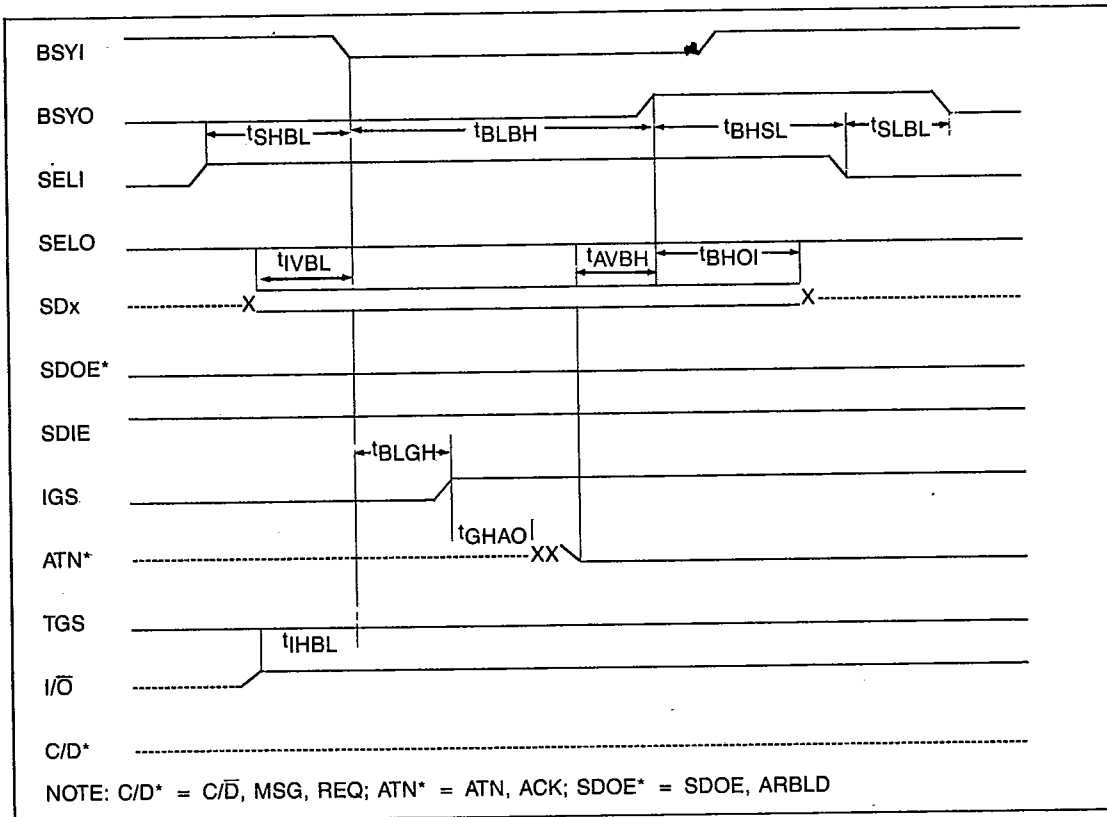 BSYI
BSYO
tSHBL
tBLBH
tBHSL
tSLBL
SELI
SELO
tIVBL
tAVBH
tBHOI
SDx
X
X
SDOE*
SDIE
tBLGH
IGS
tGHAO
ATN*
XX
TGS
tIHBL
I/O̅
C/D*
NOTE: C/D* = C/D̅, MSG, REQ; ATN* = ATN, ACK; SDOE* = SDOE, ARBLD